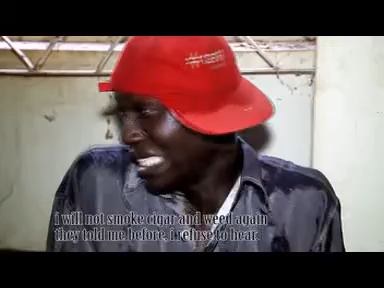 i will not smoke cigar and weed again
they told me before, i refuse to hear.